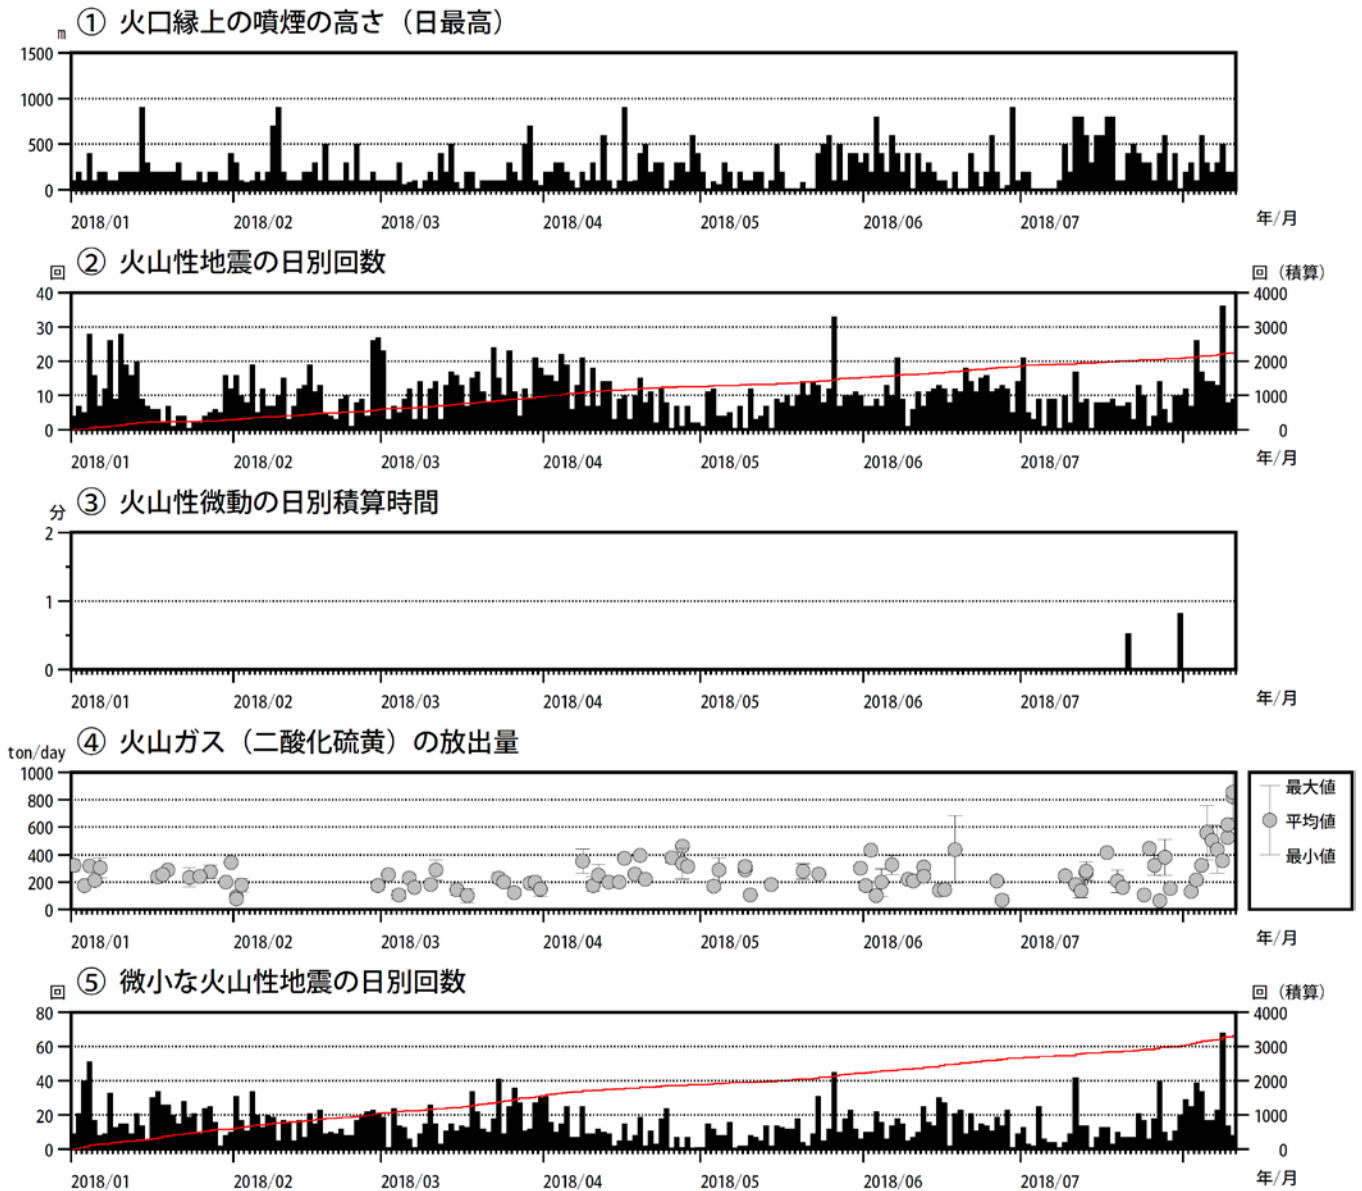 ① 火口縁上の噴煙の高さ（日最高）
m
1500
1000
500
0
2018/01 2018/02 2018/03 2018/04 2018/05 2018/06 2018/07 年/月
② 火山性地震の日別回数
回 回（積算）
40 4000
30 3000
20 2000
10 1000
0 0
2018/01 2018/02 2018/03 2018/04 2018/05 2018/06 2018/07 年/月
③ 火山性微動の日別積算時間
分
2
1
0
2018/01 2018/02 2018/03 2018/04 2018/05 2018/06 2018/07 年/月
④ 火山ガス（二酸化硫黄）の放出量
ton/day
1000
800
600
400
200
0
最大値
平均値
最小値
2018/01 2018/02 2018/03 2018/04 2018/05 2018/06 2018/07 年/月
⑤ 微小な火山性地震の日別回数
回 回（積算）
80 4000
60 3000
40 2000
20 1000
0 0
2018/01 2018/02 2018/03 2018/04 2018/05 2018/06 2018/07 年/月